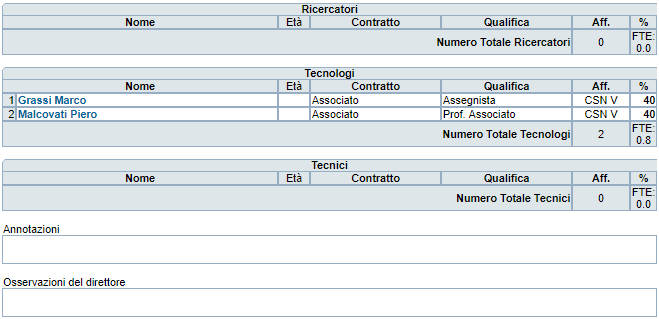 Ricercatori
Nome Età Contratto Qualifica Aff. %
Numero Totale Ricercatori 0 FTE: 0.0
Tecnologi
Nome Età Contratto Qualifica Aff. %
1 Grassi Marco Associato Assegnista CSN V 40
2 Malcovati Piero Associato Prof. Associato CSN V 40
Numero Totale Tecnologi 2 FTE: 0.8
Tecnici
Nome Età Contratto Qualifica Aff. %
Numero Totale Tecnici 0 FTE: 0.0
Annotazioni
Osservazioni del direttore